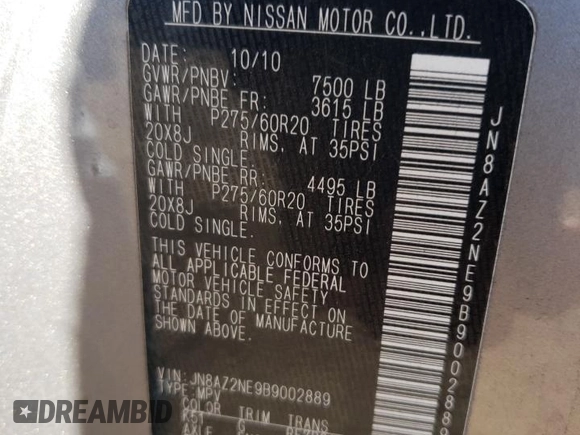 MFD BY NISSAN MOTOR CO.,LTD.
DATE: 10/10
GVWR/PNBV: 7500 LB
GAWR/PNBE FR: 3615 LB
WITH P275/60R20 TIRES
20X8J RIMS, AT 35PSI
COLD SINGLE.
GAWR/PNBE RR: 4495 LB
WITH P275/60R20 TIRES
20X8J RIMS, AT 35PSI
COLD SINGLE.
THIS VEHICLE CONFORMS TO
ALL APPLICABLE FEDERAL
MOTOR VEHICLE SAFETY
STANDARDS IN EFFECT ON
THE DATE OF MANUFACTURE
SHOWN ABOVE.
VIN: JN8AZ2NE9B9002889
TYPE: MPV
COLOR TRIM TRANS
G
AXLE
JN8AZ2NE9B9002889
DREAMBID
.COM